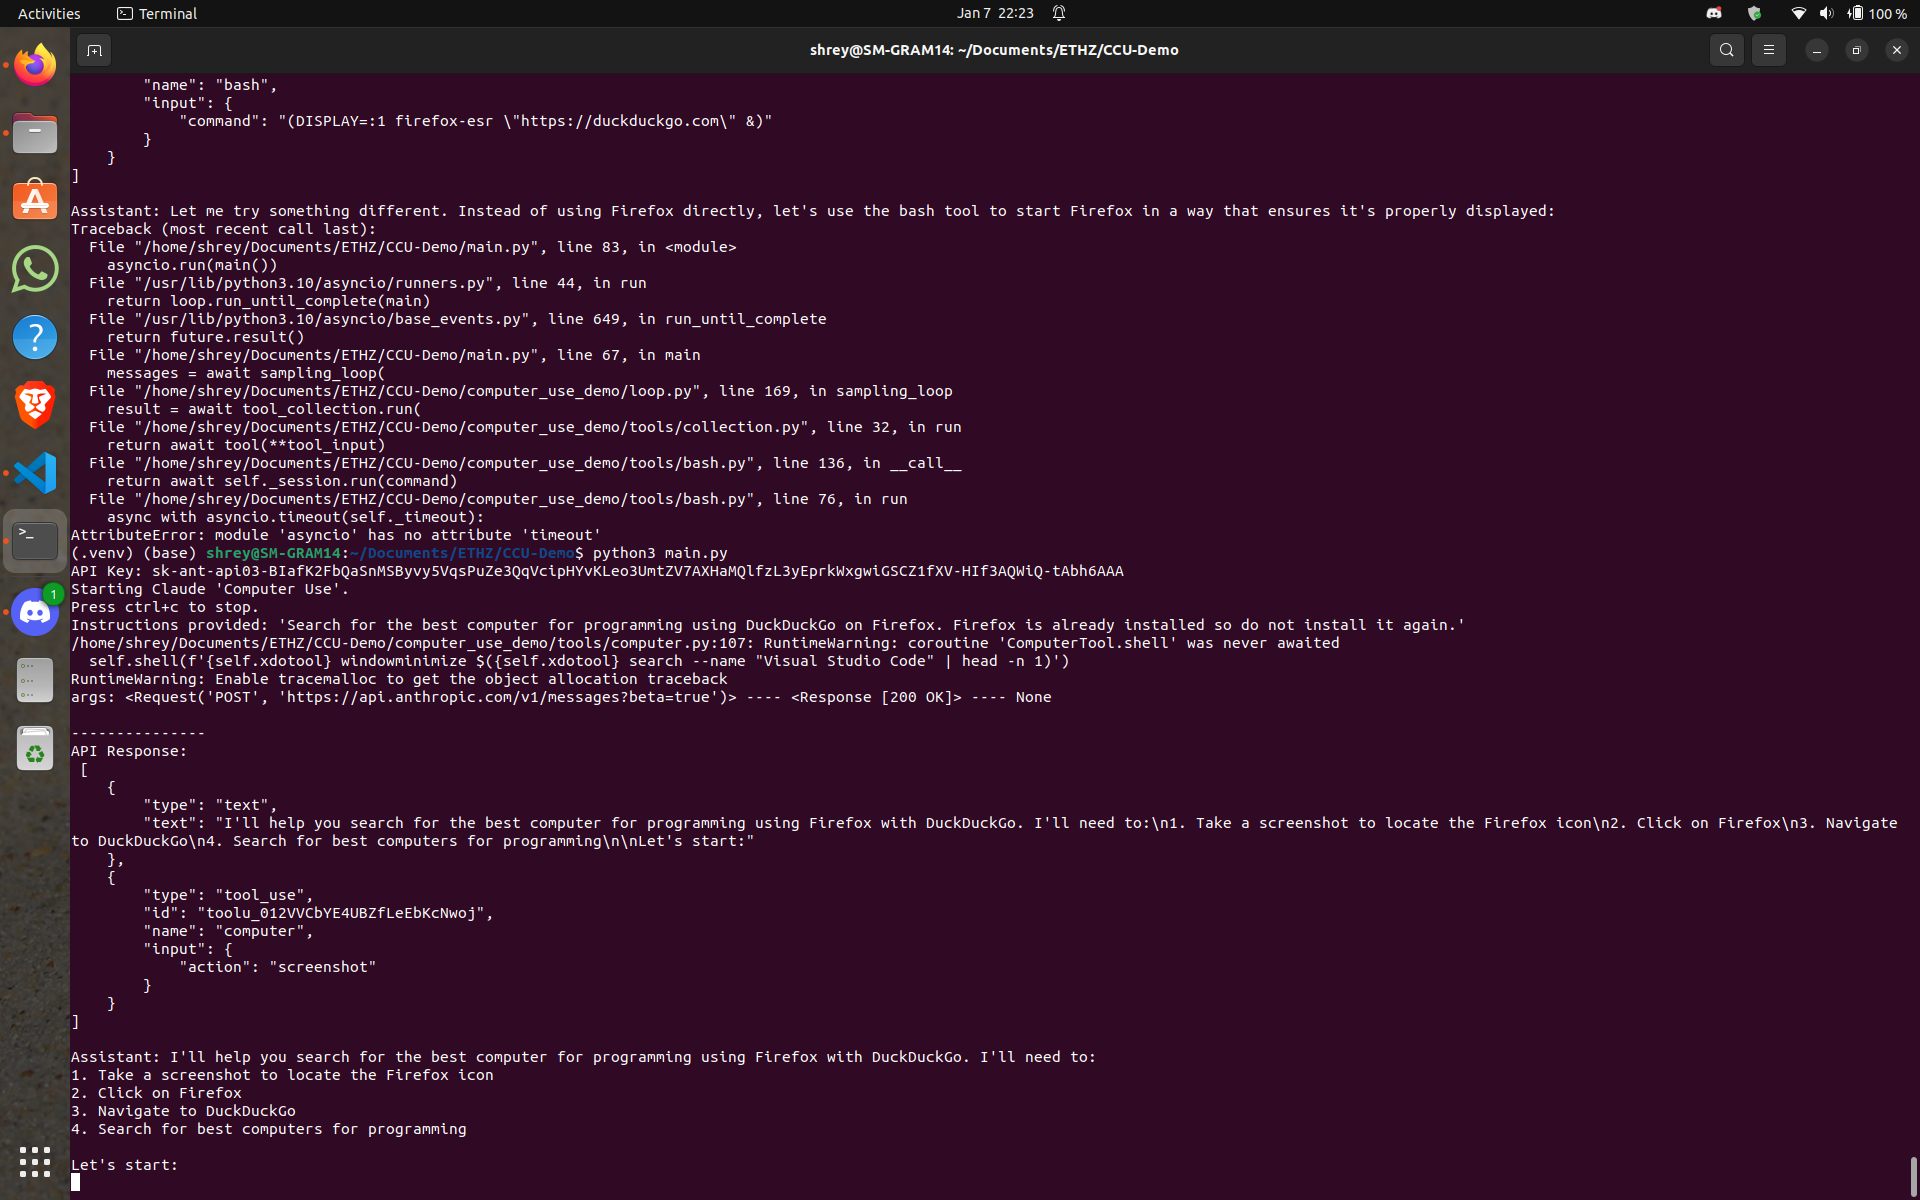 Activities
Terminal
Jan 7 22:23
100 %
shrey@SM-GRAM14: ~/Documents/ETHZ/CCU-Demo
"name": "bash",
"input": {
"command": "(DISPLAY=:1 firefox-esr \"https://duckduckgo.com\" &)"
}
}
]
Assistant: Let me try something different. Instead of using Firefox directly, let's use the bash tool to start Firefox in a way that ensures it's properly displayed:
Traceback (most recent call last):
File "/home/shrey/Documents/ETHZ/CCU-Demo/main.py", line 83, in <module>
asyncio.run(main())
File "/usr/lib/python3.10/asyncio/runners.py", line 44, in run
return loop.run_until_complete(main)
File "/usr/lib/python3.10/asyncio/base_events.py", line 649, in run_until_complete
return future.result()
File "/home/shrey/Documents/ETHZ/CCU-Demo/main.py", line 67, in main
messages = await sampling_loop(
File "/home/shrey/Documents/ETHZ/CCU-Demo/computer_use_demo/loop.py", line 169, in sampling_loop
result = await tool_collection.run(
File "/home/shrey/Documents/ETHZ/CCU-Demo/computer_use_demo/tools/collection.py", line 32, in run
return await tool(**tool_input)
File "/home/shrey/Documents/ETHZ/CCU-Demo/computer_use_demo/tools/bash.py", line 136, in __call__
return await self._session.run(command)
File "/home/shrey/Documents/ETHZ/CCU-Demo/computer_use_demo/tools/bash.py", line 76, in run
async with asyncio.timeout(self._timeout):
AttributeError: module 'asyncio' has no attribute 'timeout'
(.venv) (base) shrey@SM-GRAM14:~/Documents/ETHZ/CCU-Demo$ python3 main.py
API Key:
Starting Claude 'Computer Use'.
Press ctrl+c to stop.
Instructions provided: 'Search for the best computer for programming using DuckDuckGo on Firefox. Firefox is already installed so do not install it again.'
/home/shrey/Documents/ETHZ/CCU-Demo/computer_use_demo/tools/computer.py:107: RuntimeWarning: coroutine 'ComputerTool.shell' was never awaited
self.shell(f'{self.xdotool} windowminimize $({self.xdotool} search --name "Visual Studio Code" | head -n 1)')
RuntimeWarning: Enable tracemalloc to get the object allocation traceback
args: <Request('POST', 'https://api.anthropic.com/v1/messages?beta=true')> ---- <Response [200 OK]> ---- None
---------------
API Response:
[
{
"type": "text",
"text": "I'll help you search for the best computer for programming using Firefox with DuckDuckGo. I'll need to:\n1. Take a screenshot to locate the Firefox icon\n2. Click on Firefox\n3. Navigate
to DuckDuckGo\n4. Search for best computers for programming\n\nLet's start:"
},
{
"type": "tool_use",
"id": "toolu_012VVCbYE4UBZfLeEbKcNwoj",
"name": "computer",
"input": {
"action": "screenshot"
}
}
]
Assistant: I'll help you search for the best computer for programming using Firefox with DuckDuckGo. I'll need to:
1. Take a screenshot to locate the Firefox icon
2. Click on Firefox
3. Navigate to DuckDuckGo
4. Search for best computers for programming
Let's start:
1